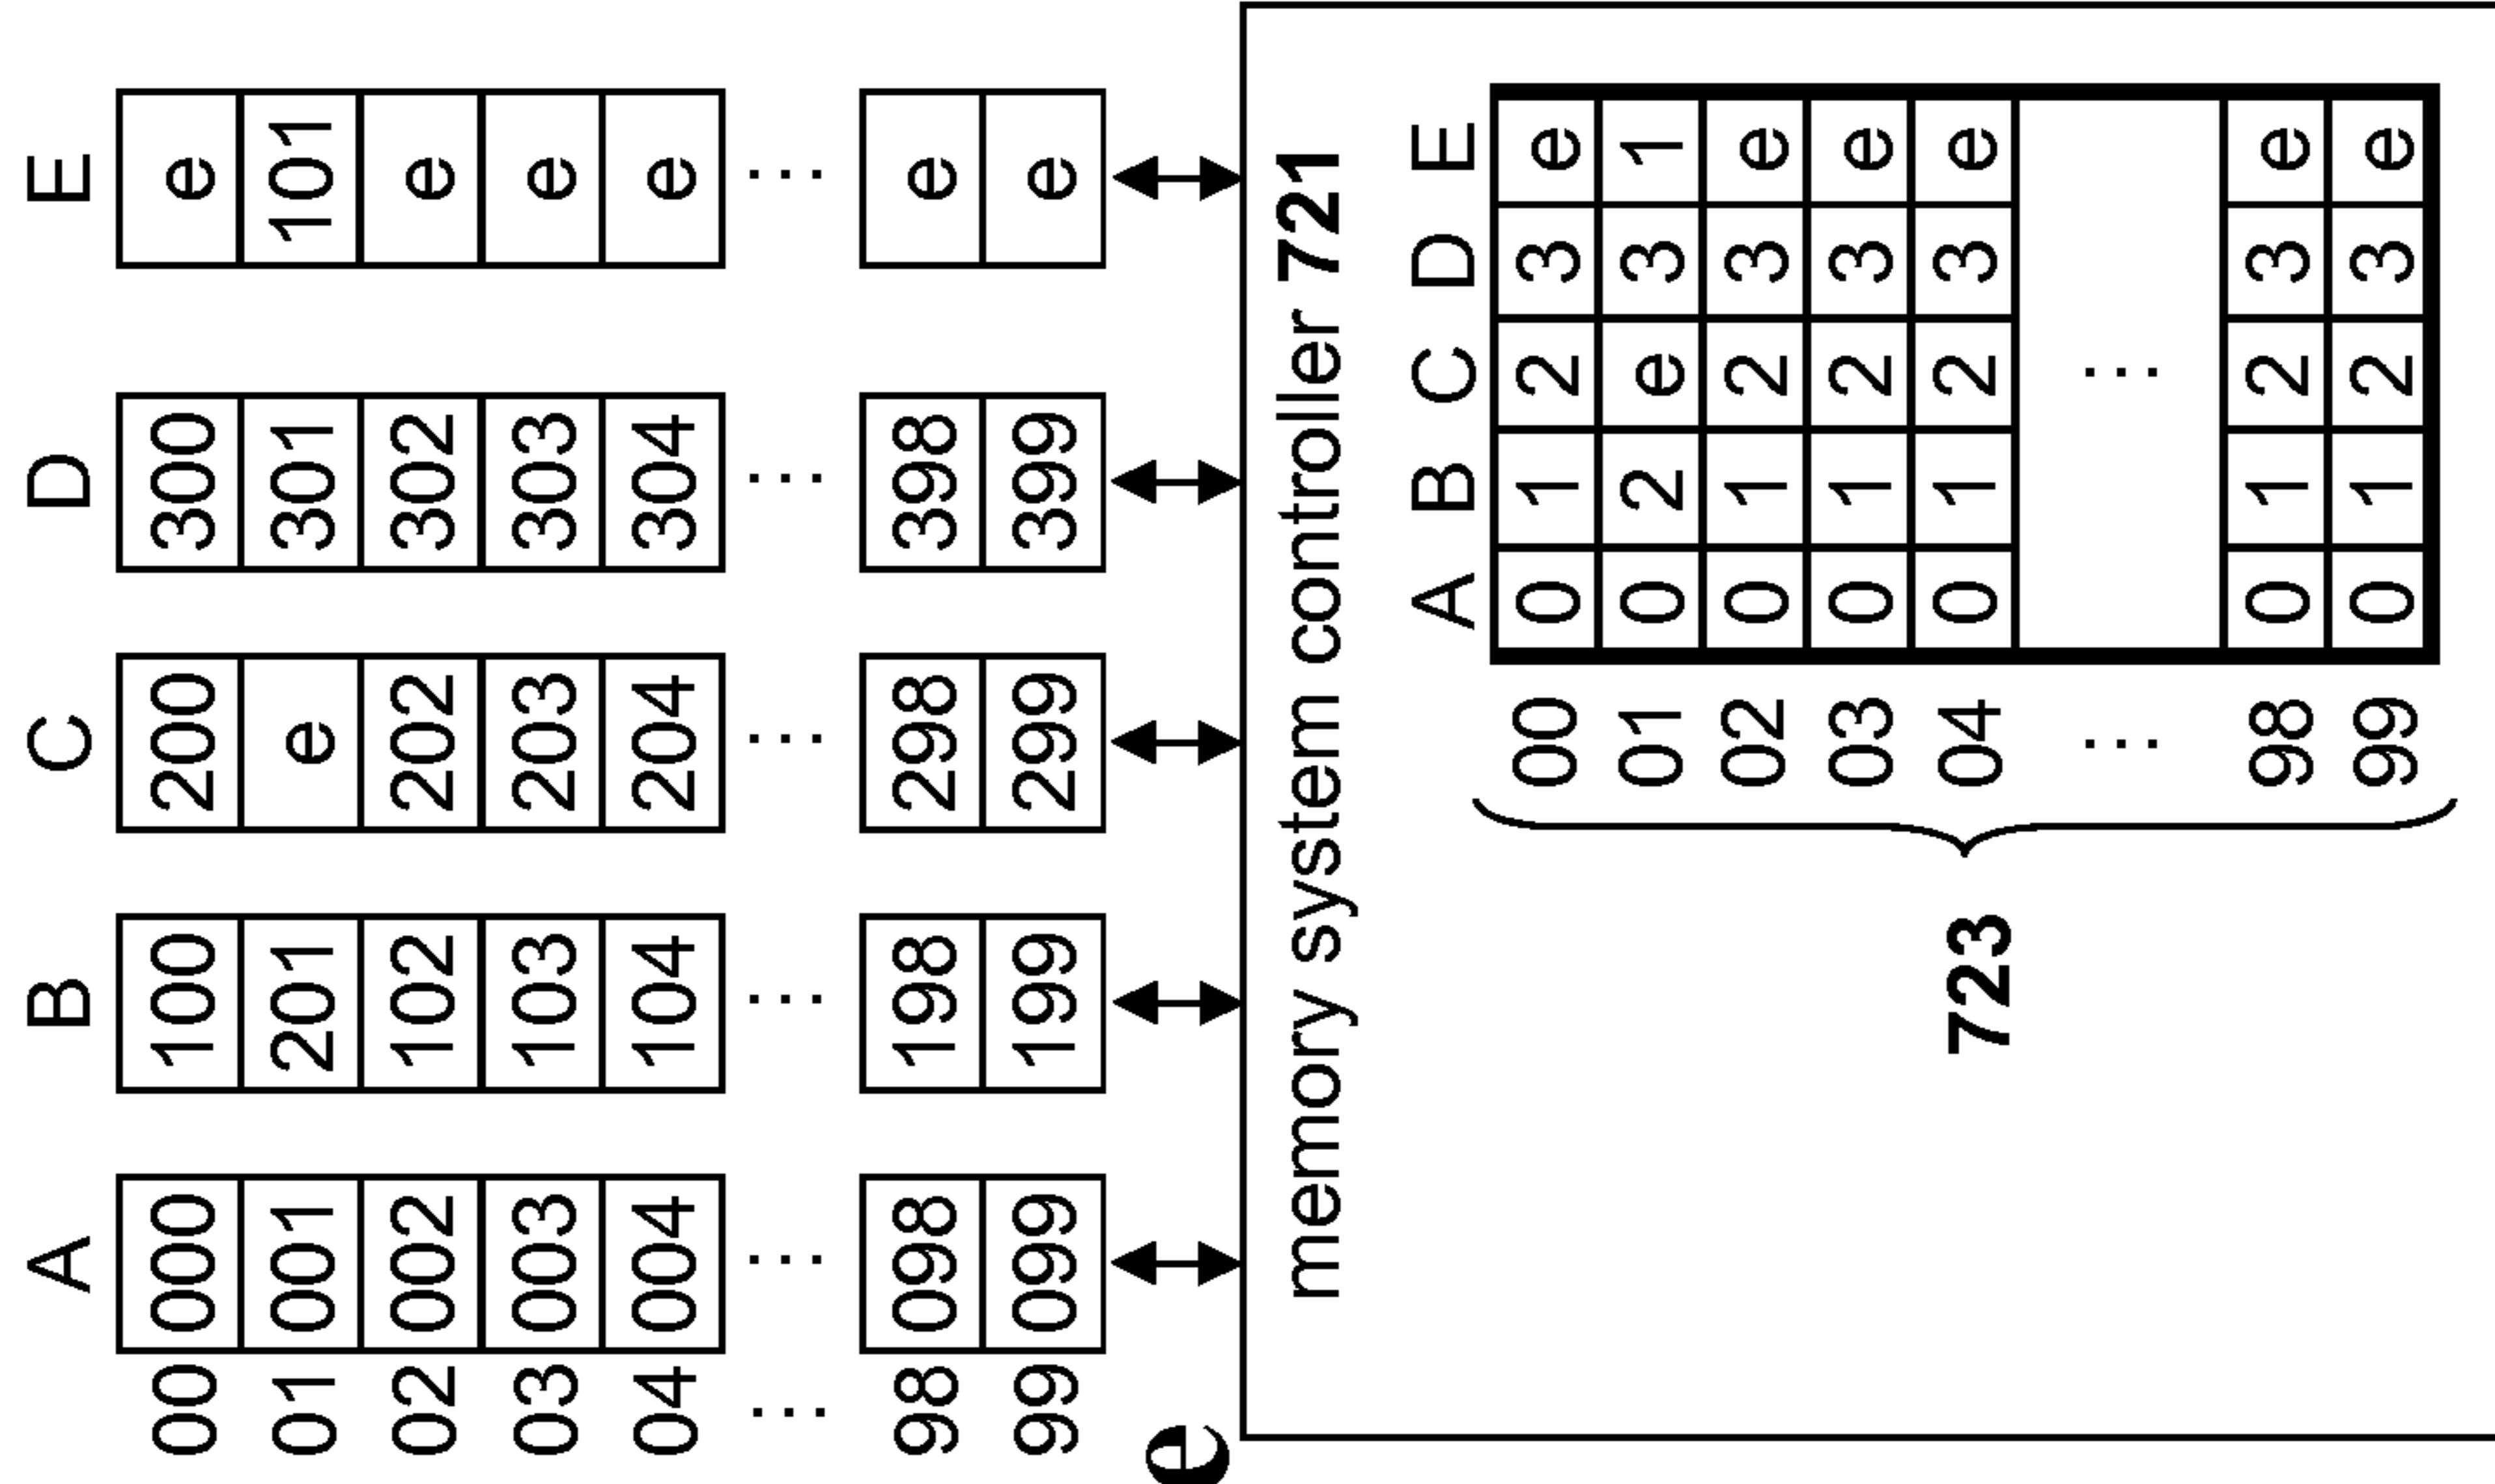 A B C D E
00 000 100 200 300 e
01 001 201 e 301 101
02 002 102 202 302 e
03 003 103 203 303 e
04 004 104 204 304 e
⋮ ⋮ ⋮ ⋮ ⋮ ⋮
98 098 198 298 398 e
99 099 199 299 399 e
e
memory system controller 721
A B C D E
00 0 1 2 3 e
01 0 2 e 3 1
02 0 1 2 3 e
03 0 1 2 3 e
723 04 0 1 2 3 e
⋮ ⋮
98 0 1 2 3 e
99 0 1 2 3 e